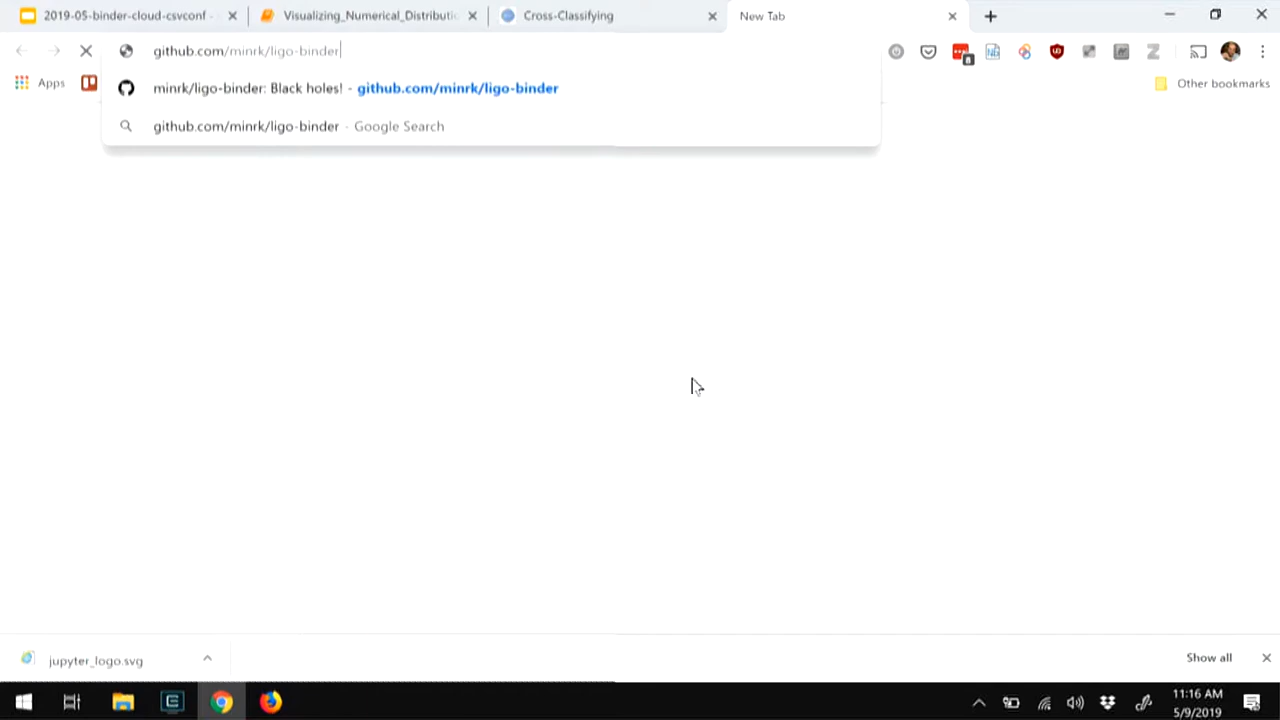 2019-05-binder-cloud-csvconf -
Visualizing_Numerical_Distributi
Cross-Classifying
New Tab
github.com/minrk/ligo-binder
Apps
minrk/ligo-binder: Black holes! - github.com/minrk/ligo-binder
Other bookmarks
github.com/minrk/ligo-binder - Google Search
jupyter_logo.svg
Show all
11:16 AM
5/9/2019